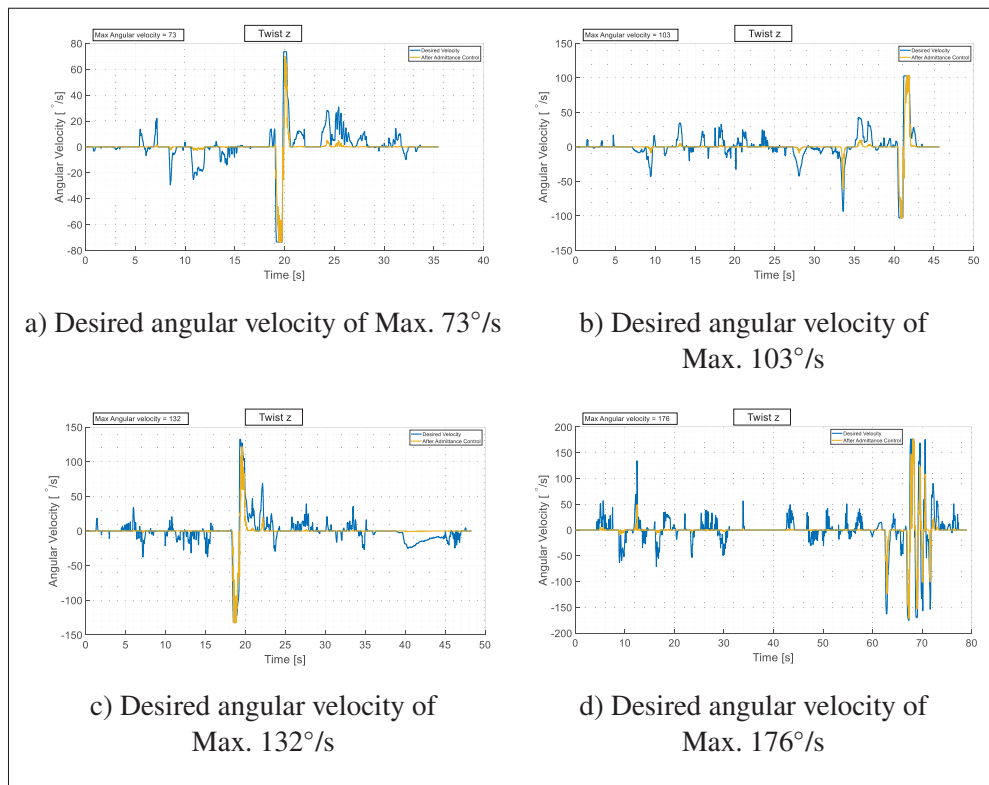 Max Angular velocity = 73
Twist z
Desired Velocity
After Admittance Control
80
60
40
20
0
-20
-40
-60
-80
Angular Velocity [ °/s]
0 5 10 15 20 25 30 35 40
Time [s]
Max Angular velocity = 103
Twist z
Desired Velocity
After Admittance Control
150
100
50
0
-50
-100
-150
Angular Velocity [ °/s]
0 5 10 15 20 25 30 35 40 45 50
Time [s]
a) Desired angular velocity of Max. 73°/s
b) Desired angular velocity of
Max. 103°/s
Max Angular velocity = 132
Twist z
Desired Velocity
After Admittance Control
150
100
50
0
-50
-100
-150
Angular Velocity [ °/s]
0 5 10 15 20 25 30 35 40 45 50
Time [s]
Max Angular velocity = 176
Twist z
Desired Velocity
After Admittance Control
200
150
100
50
0
-50
-100
-150
-200
Angular Velocity [ °/s]
0 10 20 30 40 50 60 70 80
Time [s]
c) Desired angular velocity of
Max. 132°/s
d) Desired angular velocity of
Max. 176°/s